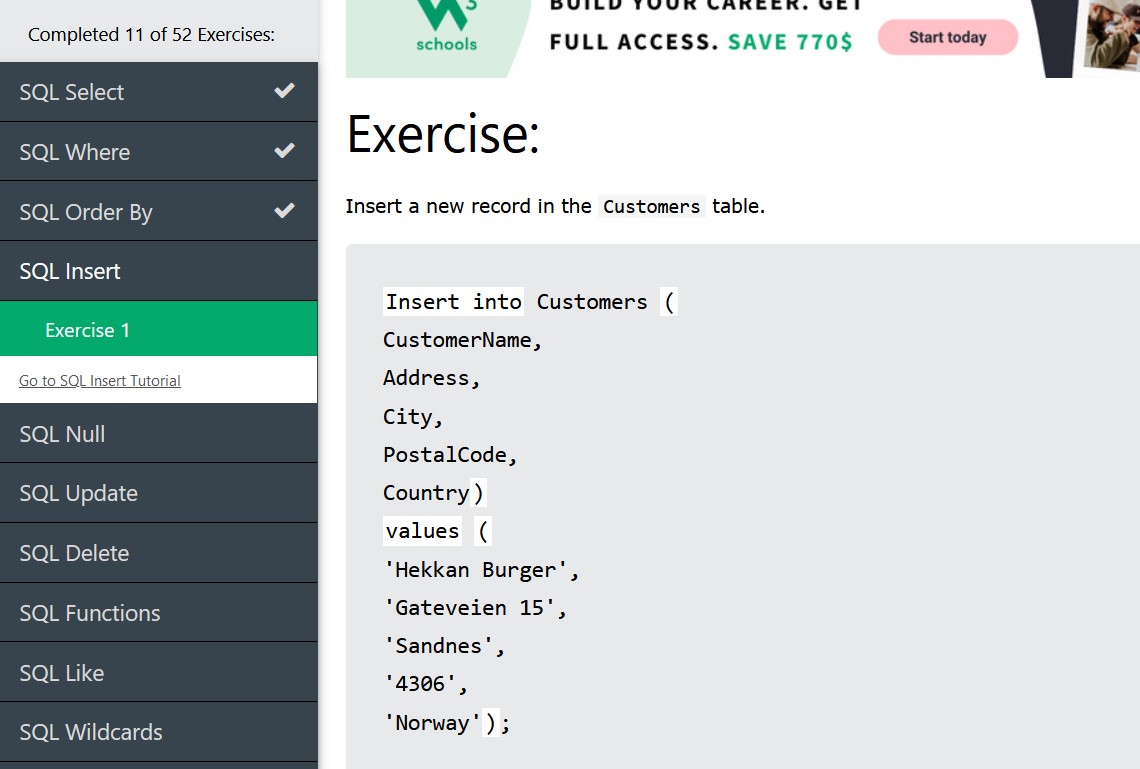 Completed 11 of 52 Exercises:
SQL Select
SQL Where
SQL Order By
SQL Insert
Exercise 1
Go to SQL Insert Tutorial
SQL Null
SQL Update
SQL Delete
SQL Functions
SQL Like
SQL Wildcards
W3
schools
BUILD YOUR CAREER. GET
FULL ACCESS. SAVE 770$
Start today
Exercise:
Insert a new record in the Customers table.
Insert into Customers (
CustomerName,
Address,
City,
PostalCode,
Country)
values (
'Hekkan Burger',
'Gateveien 15',
'Sandnes',
'4306',
'Norway');